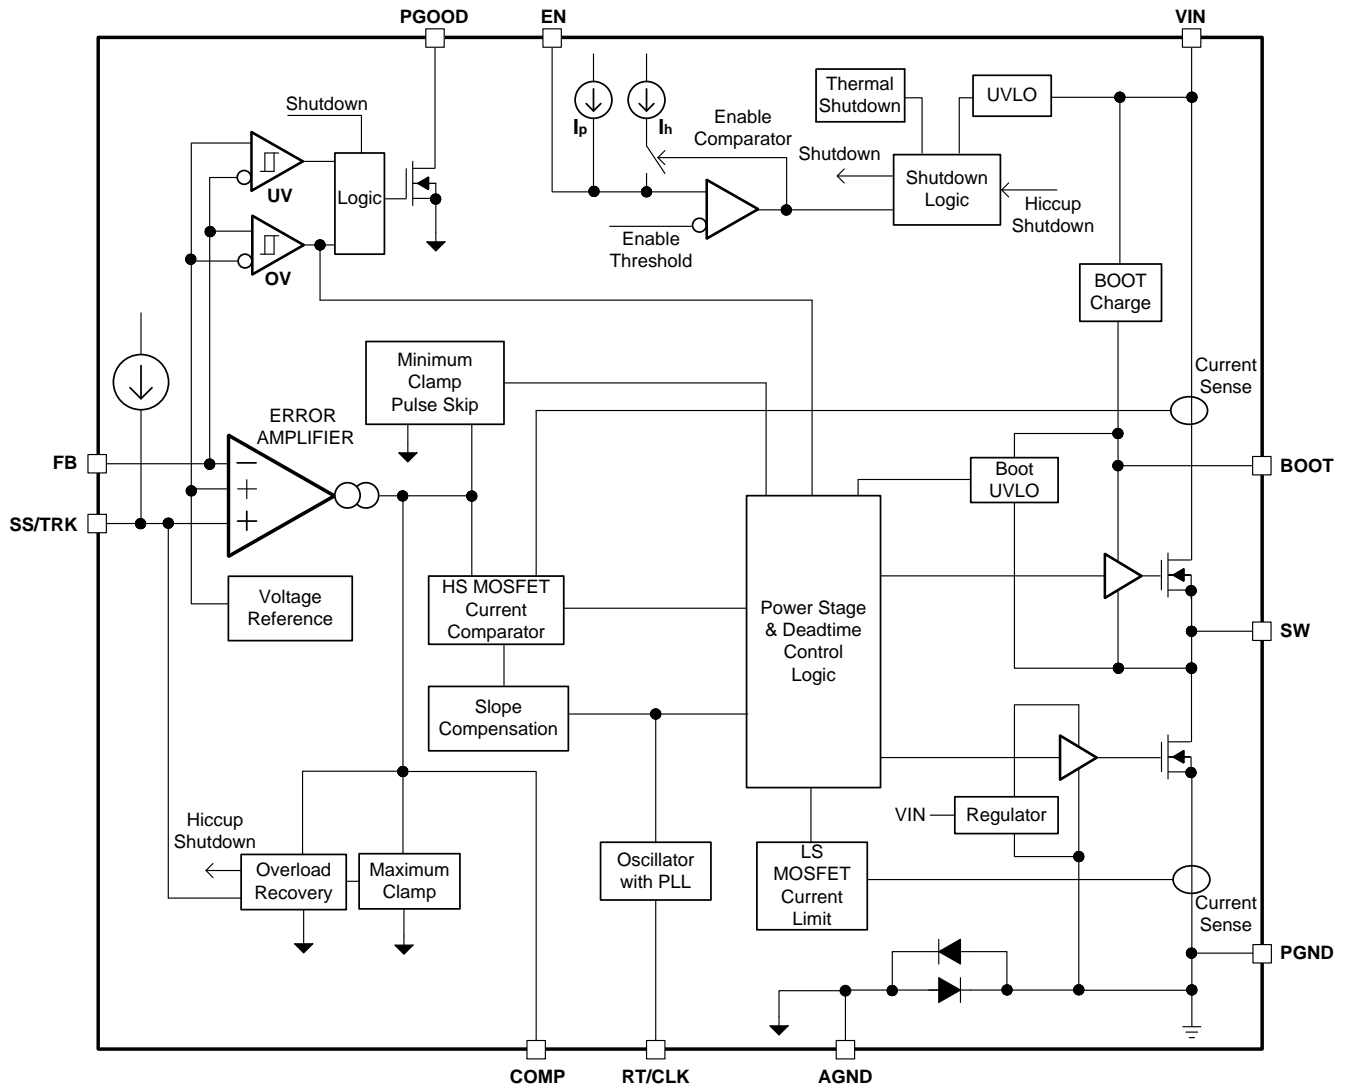 PGOOD
EN
VIN
Shutdown
UV
Logic
OV
Ip
Ih
Enable
Comparator
Enable
Threshold
Thermal
Shutdown
UVLO
Shutdown
Shutdown
Logic
Hiccup
Shutdown
BOOT
Charge
Current
Sense
Minimum
Clamp
Pulse Skip
ERROR
AMPLIFIER
FB
SS/TRK
−
+
+
Voltage
Reference
HS MOSFET
Current
Comparator
Slope
Compensation
Power Stage
& Deadtime
Control
Logic
Boot
UVLO
BOOT
SW
VIN
Regulator
Hiccup
Shutdown
Overload
Recovery
Maximum
Clamp
Oscillator
with PLL
LS
MOSFET
Current
Limit
Current
Sense
PGND
COMP
RT/CLK
AGND